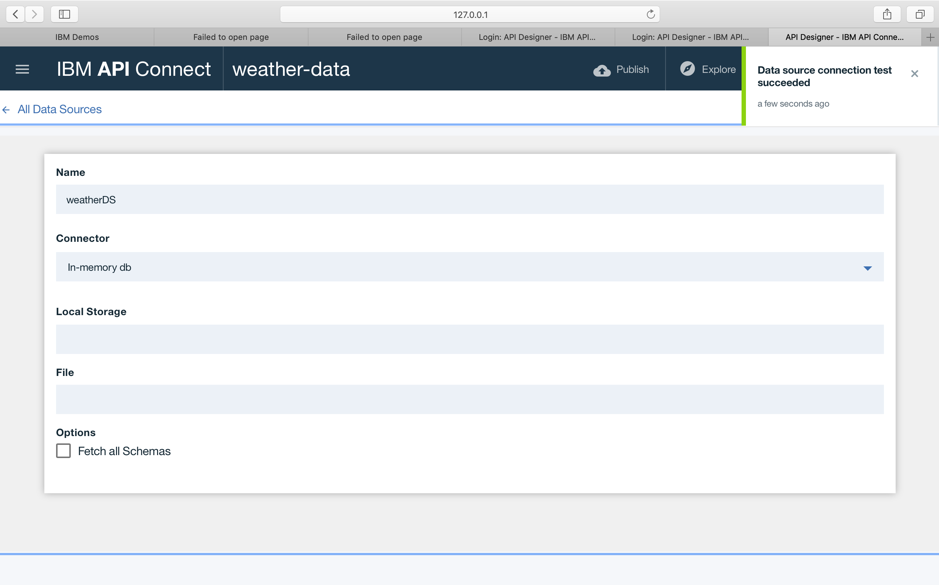 127.0.0.1
IBM Demos
Failed to open page
Failed to open page
Login: API Designer - IBM API...
Login: API Designer - IBM API...
API Designer - IBM API Conne...
IBM API Connect
weather-data
Publish
Explore
Data source connection test
succeeded
a few seconds ago
All Data Sources
Name
weatherDS
Connector
In-memory db
Local Storage
File
Options
Fetch all Schemas